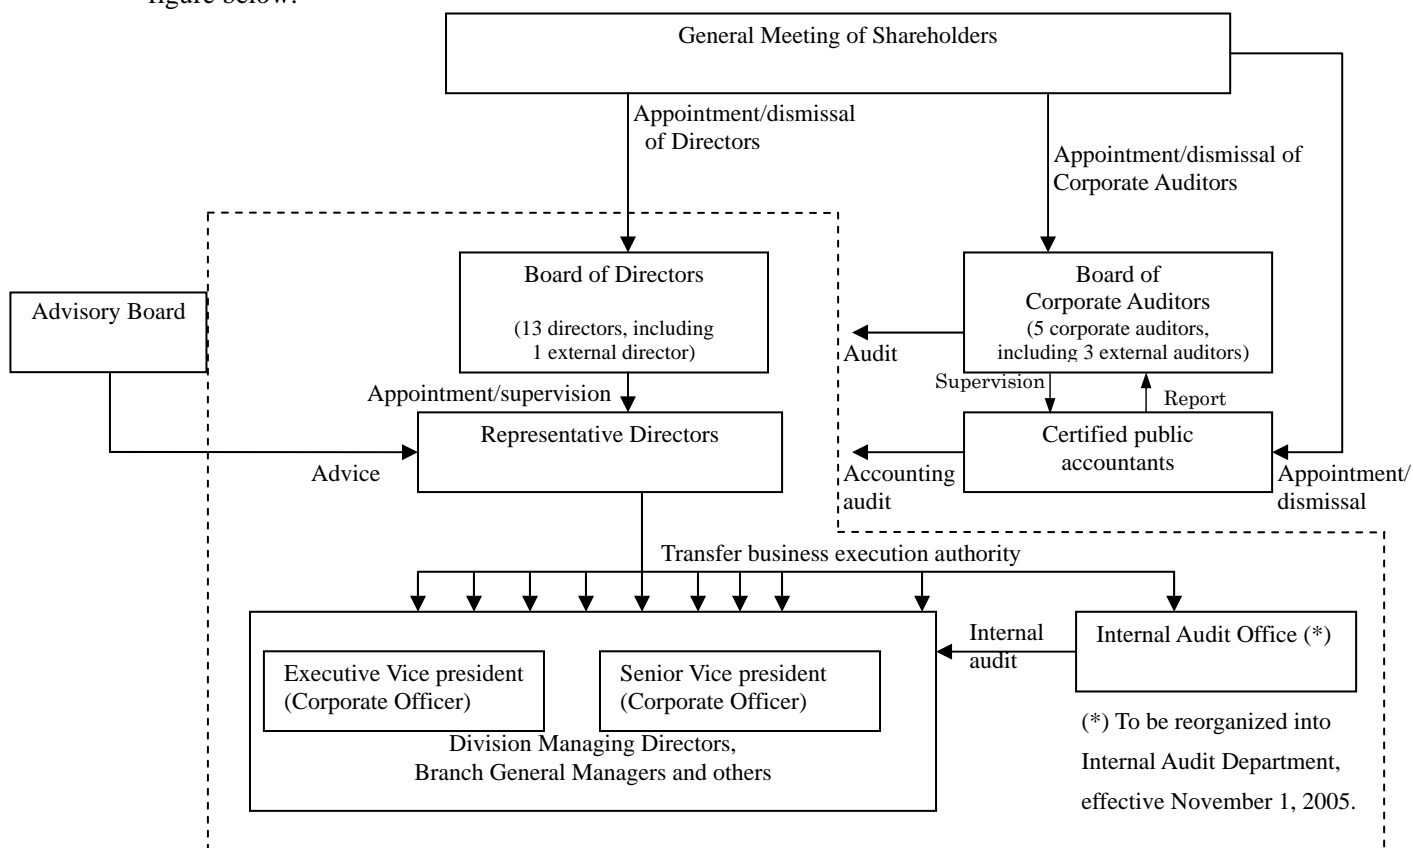 figure below.
General Meeting of Shareholders
Appointment/dismissal
of Directors
Appointment/dismissal of
Corporate Auditors
Board of Directors
(13 directors, including
1 external director)
Board of
Corporate Auditors
(5 corporate auditors,
including 3 external auditors)
Advisory Board
Audit
Appointment/supervision
Supervision
Report
Representative Directors
Certified public
accountants
Advice
Accounting
audit
Appointment/
dismissal
Transfer business execution authority
Internal
audit
Internal Audit Office (*)
Executive Vice president
(Corporate Officer)
Senior Vice president
(Corporate Officer)
Division Managing Directors,
Branch General Managers and others
(*) To be reorganized into
Internal Audit Department,
effective November 1, 2005.